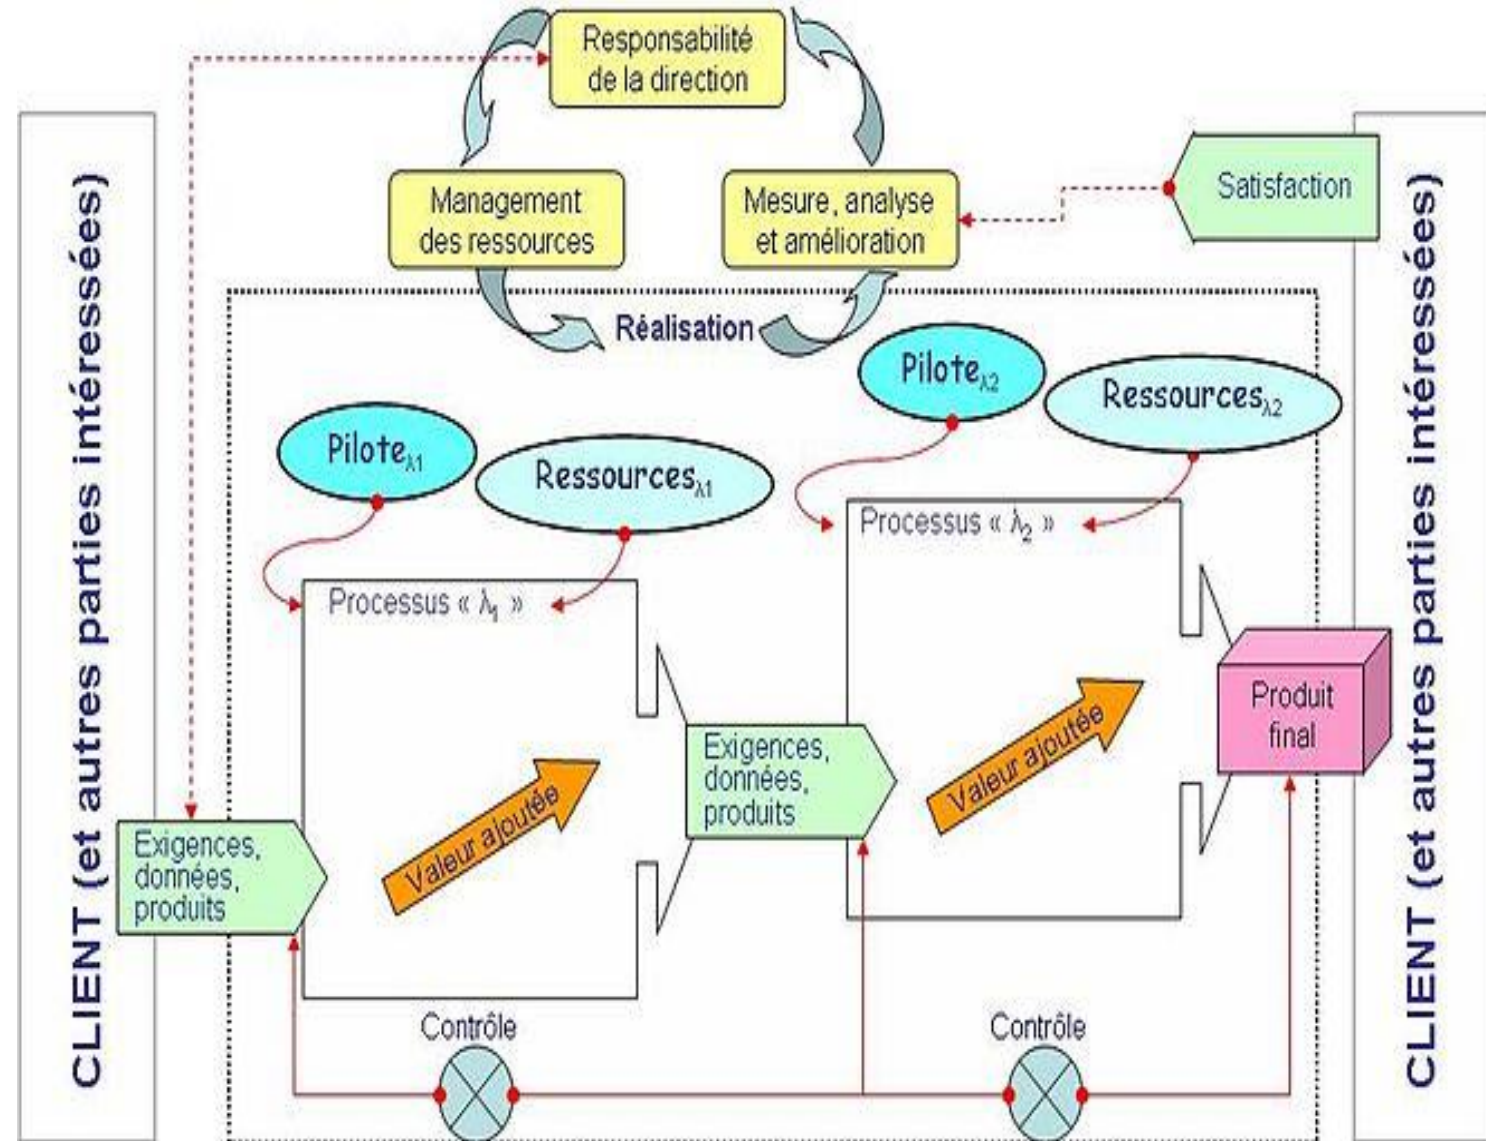 Responsabilité
de la direction
Management
des ressources
Mesure, analyse
et amélioration
Satisfaction
Réalisation
CLIENT (et autres parties intéressées)
CLIENT (et autres parties intéressées)
Pilote λ2
Ressources λ2
Pilote λ1
Ressources λ1
Processus « λ2 »
Processus « λ1 »
Valeur ajoutée
Valeur ajoutée
Produit
final
Exigences,
données,
produits
Exigences,
données,
produits
Contrôle
Contrôle